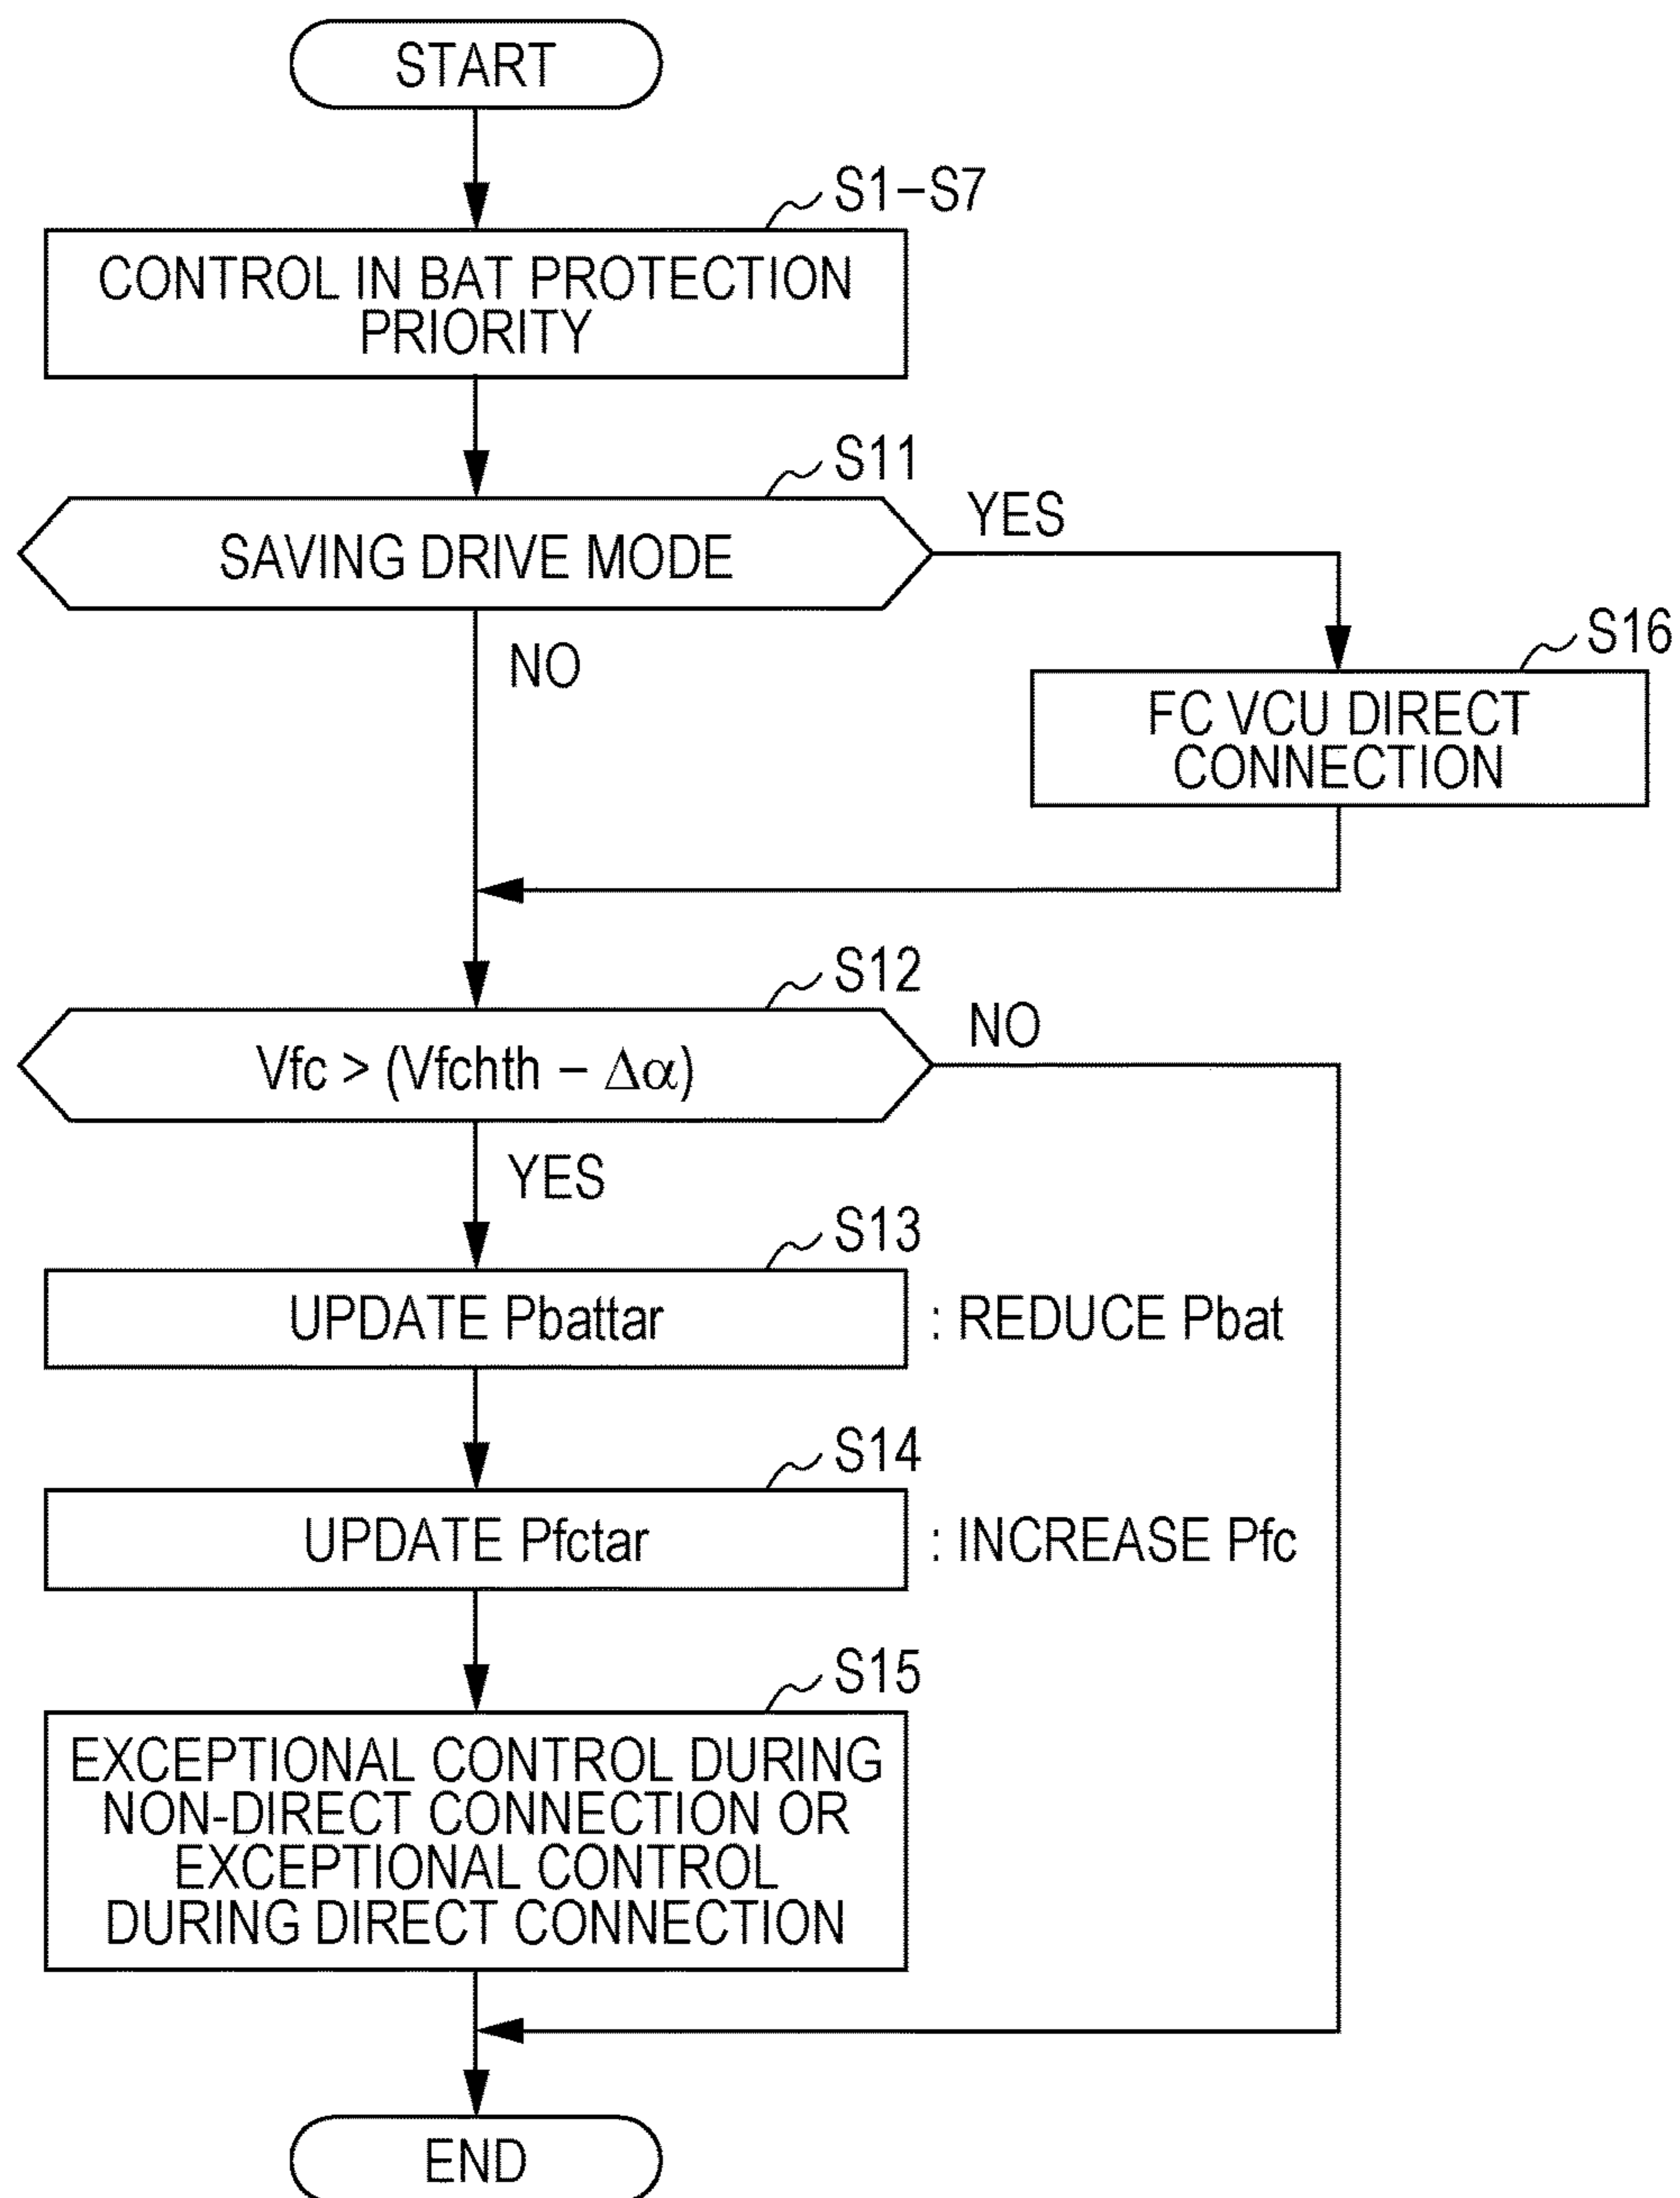 START
S1–S7
CONTROL IN BAT PROTECTION
PRIORITY
S11
SAVING DRIVE MODE
YES
NO
S16
FC VCU DIRECT
CONNECTION
S12
Vfc > (Vfchth – Δα)
NO
YES
S13
UPDATE Pbattar
: REDUCE Pbat
S14
UPDATE Pfctar
: INCREASE Pfc
S15
EXCEPTIONAL CONTROL DURING
NON-DIRECT CONNECTION OR
EXCEPTIONAL CONTROL
DURING DIRECT CONNECTION
END